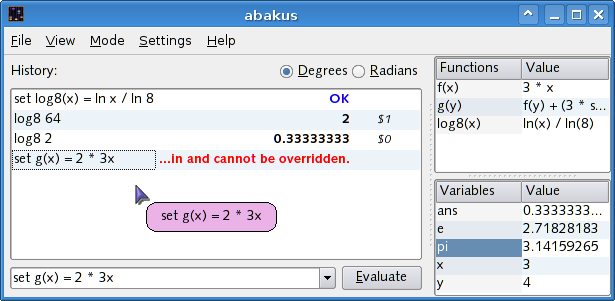 abakus
File View Mode Settings Help
History: Degrees Radians
set log8(x) = ln x / ln 8 OK
log8 64 2 $1
log8 2 0.33333333 $0
set g(x) = 2 * 3x ...in and cannot be overridden.
set g(x) = 2 * 3x
set g(x) = 2 * 3x Evaluate
Functions Value
f(x) 3 * x
g(y) f(y) + (3 * s...
log8(x) ln(x) / ln(8)
Variables Value
ans 0.3333333...
e 2.71828183
pi 3.14159265
x 3
y 4